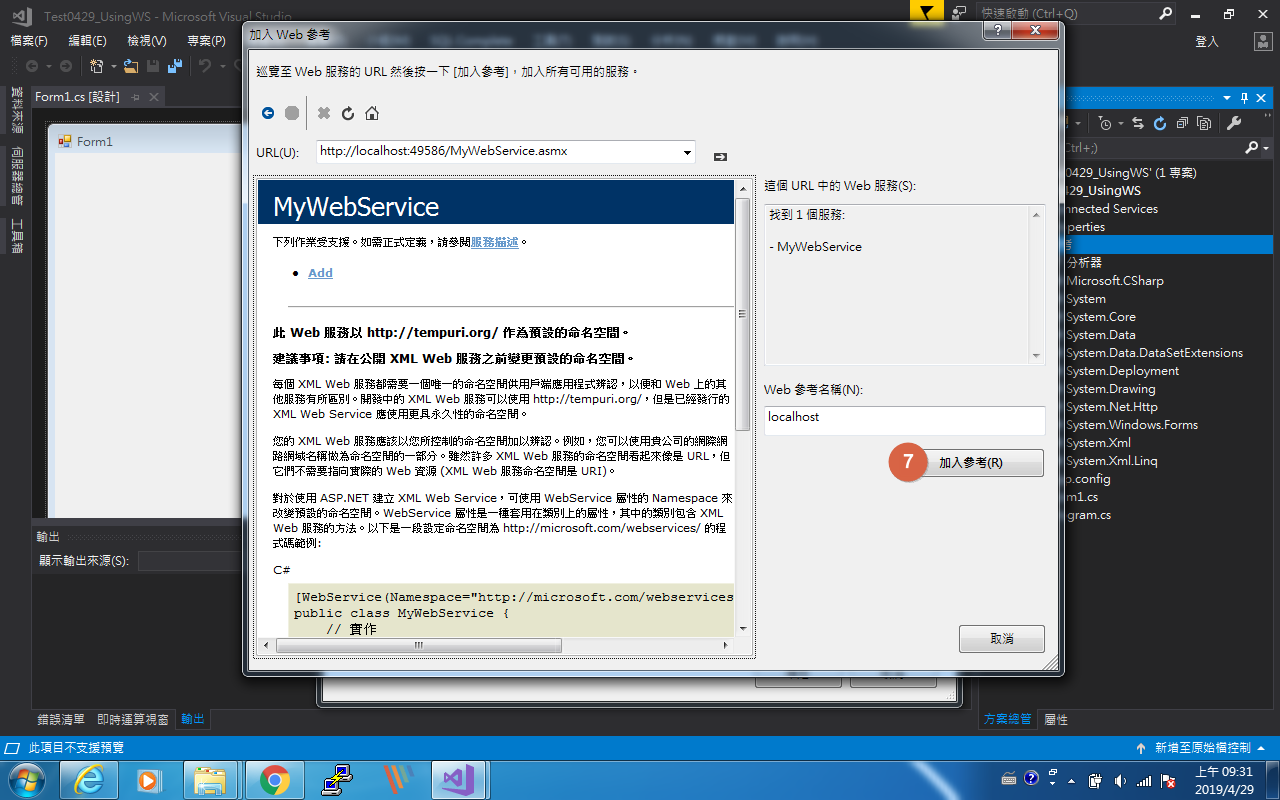 Test0429_UsingWS - Microsoft Visual Studio
快速啟動 (Ctrl+Q)
檔案(F) 編輯(E) 檢視(V) 專案(P)
登入
加入 Web 參考
巡覽至 Web 服務的 URL 然後按一下 [加入參考]，加入所有可用的服務。
URL(U):
http://localhost:49586/MyWebService.asmx
MyWebService
下列作業受支援。如需正式定義，請參閱服務描述。
Add
此 Web 服務以 http://tempuri.org/ 作為預設的命名空間。
建議事項: 請在公開 XML Web 服務之前變更預設的命名空間。
每個 XML Web 服務都需要一個唯一的命名空間供用戶端應用程式辨認，以便和 Web 上的其
他服務有所區別。開發中的 XML Web 服務可以使用 http://tempuri.org/，但是已經發行的
XML Web Service 應使用更具永久性的命名空間。
您的 XML Web 服務應該以您所控制的命名空間加以辨認。例如，您可以使用貴公司的網際網
路網域名稱做為命名空間的一部分。雖然許多 XML Web 服務的命名空間看起來像是 URL，但
它們不需要指向實際的 Web 資源 (XML Web 服務命名空間是 URI)。
對於使用 ASP.NET 建立 XML Web Service，可使用 WebService 屬性的 Namespace 來
改變預設的命名空間。WebService 屬性是一種套用在類別上的屬性，其中的類別包含 XML
Web 服務的方法。以下是一段設定命名空間為 http://microsoft.com/webservices/ 的程
式碼範例:
C#
[WebService(Namespace="http://microsoft.com/webservices
public class MyWebService {
// 實作
這個 URL 中的 Web 服務(S):
找到 1 個服務:
- MyWebService
Web 參考名稱(N):
localhost
7
加入參考(R)
取消
資料來源
伺服器總管
工具箱
Form1.cs [設計]
Form1
輸出
顯示輸出來源(S):
錯誤清單 即時運算視窗 輸出
Ctrl+;)
0429_UsingWS' (1 專案)
429_UsingWS
nnected Services
perties
考
分析器
Microsoft.CSharp
System
System.Core
System.Data
System.Data.DataSetExtensions
System.Deployment
System.Drawing
System.Net.Http
System.Windows.Forms
System.Xml
System.Xml.Linq
p.config
m1.cs
gram.cs
方案總管 屬性
此項目不支援預覽
新增至原始檔控制
上午 09:31
2019/4/29